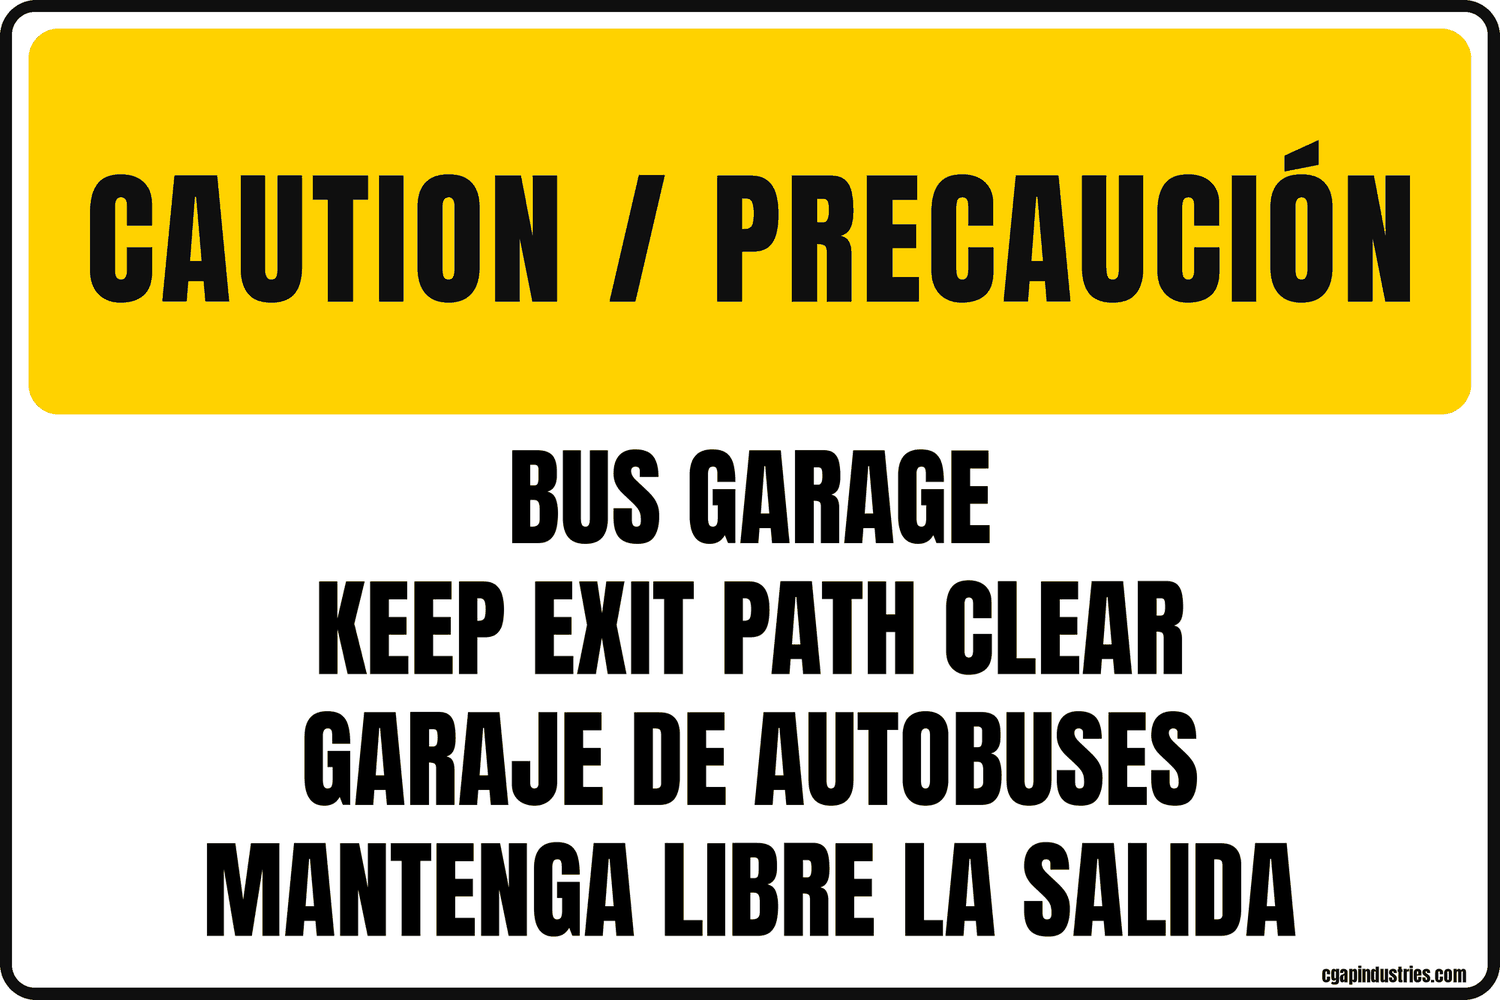 CAUTION / PRECAUCIÓN
BUS GARAGE
KEEP EXIT PATH CLEAR
GARAJE DE AUTOBUSES
MANTENGA LIBRE LA SALIDA
cgapindustries.com